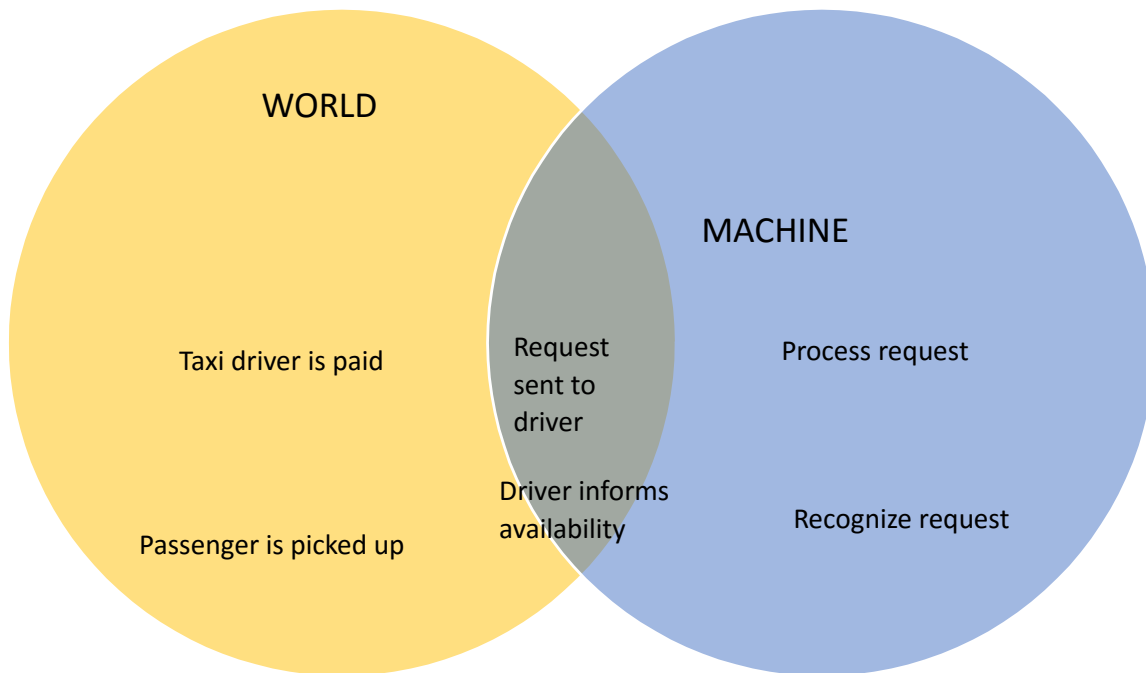 WORLD
MACHINE
Taxi driver is paid
Request
sent to
driver
Process request
Driver informs
availability
Recognize request
Passenger is picked up